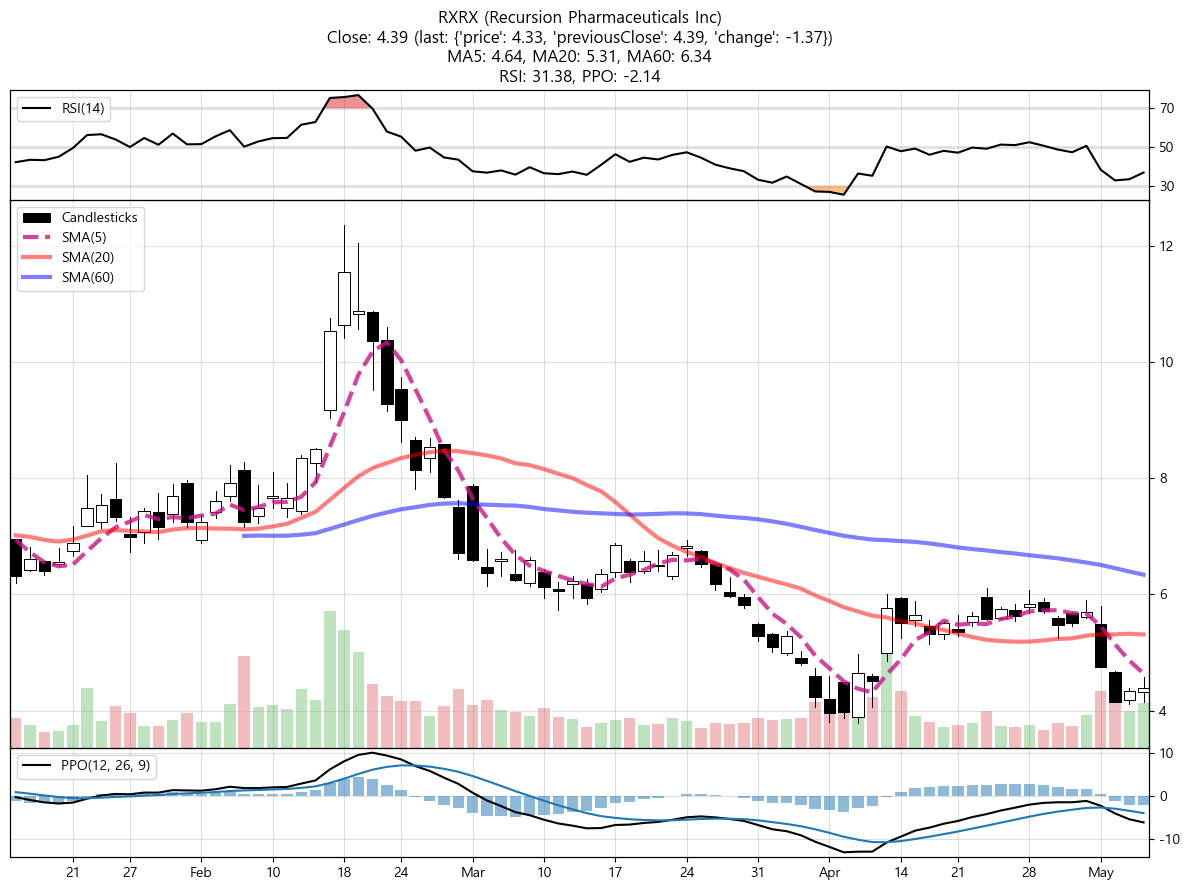 RXRX (Recursion Pharmaceuticals Inc)
Close: 4.39 (last: {'price': 4.33, 'previousClose': 4.39, 'change': -1.37})
MA5: 4.64, MA20: 5.31, MA60: 6.34
RSI: 31.38, PPO: -2.14
RSI(14)
70
50
30
Candlesticks
SMA(5)
SMA(20)
SMA(60)
12
10
8
6
4
PPO(12, 26, 9)
10
0
-10
21 27 Feb 10 18 24 Mar 10 17 24 31 Apr 14 21 28 May